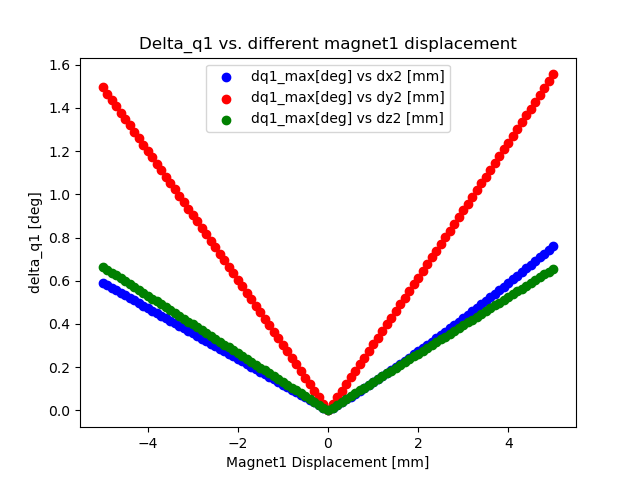 Delta_q1 vs. different magnet1 displacement
dq1_max[deg] vs dx2 [mm]
dq1_max[deg] vs dy2 [mm]
dq1_max[deg] vs dz2 [mm]
delta_q1 [deg]
1.6
1.4
1.2
1.0
0.8
0.6
0.4
0.2
0.0
−4 −2 0 2 4
Magnet1 Displacement [mm]